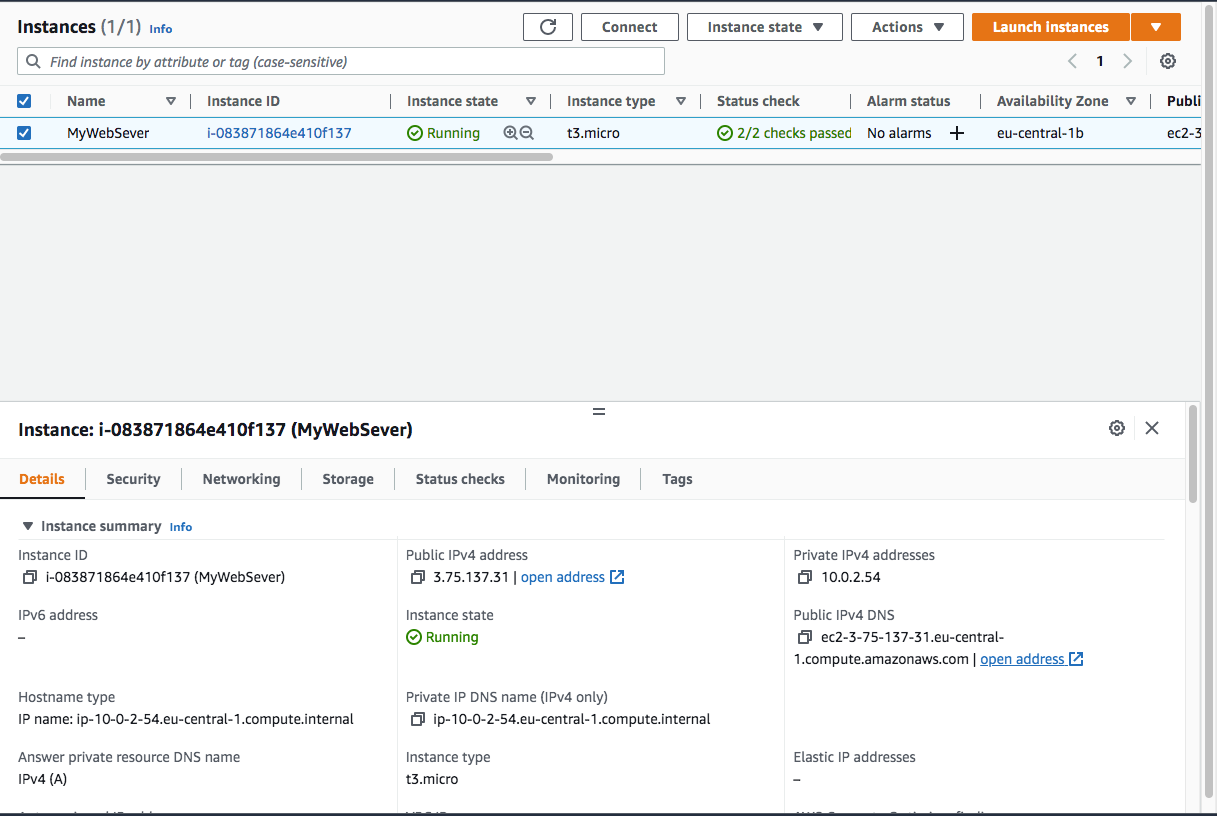 Instances (1/1) Info
Connect
Instance state
Actions
Launch instances
Find instance by attribute or tag (case-sensitive)
1
Name Instance ID Instance state Instance type Status check Alarm status Availability Zone Publi
MyWebSever i-083871864e410f137 Running t3.micro 2/2 checks passed No alarms + eu-central-1b ec2-3
Instance: i-083871864e410f137 (MyWebSever)
Details Security Networking Storage Status checks Monitoring Tags
Instance summary Info
Instance ID
i-083871864e410f137 (MyWebSever)
Public IPv4 address
3.75.137.31 | open address
Private IPv4 addresses
10.0.2.54
IPv6 address
–
Instance state
Running
Public IPv4 DNS
ec2-3-75-137-31.eu-central-
1.compute.amazonaws.com | open address
Hostname type
IP name: ip-10-0-2-54.eu-central-1.compute.internal
Private IP DNS name (IPv4 only)
ip-10-0-2-54.eu-central-1.compute.internal
Answer private resource DNS name
IPv4 (A)
Instance type
t3.micro
Elastic IP addresses
–